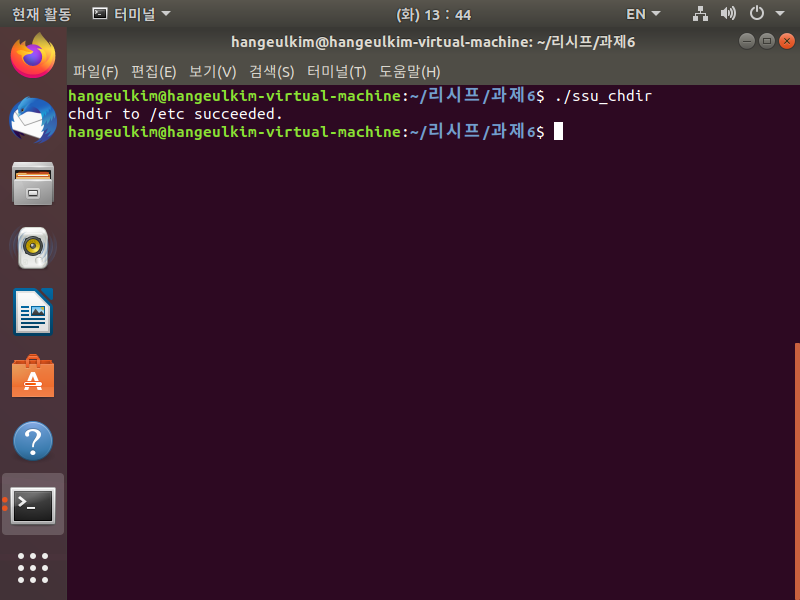 현재 활동 터미널 (화) 13 : 44 EN
hangeulkim@hangeulkim-virtual-machine: ~/리시프/과제6
파일(F) 편집(E) 보기(V) 검색(S) 터미널(T) 도움말(H)
hangeulkim@hangeulkim-virtual-machine:~/리시프/과제6$ ./ssu_chdir
chdir to /etc succeeded.
hangeulkim@hangeulkim-virtual-machine:~/리시프/과제6$